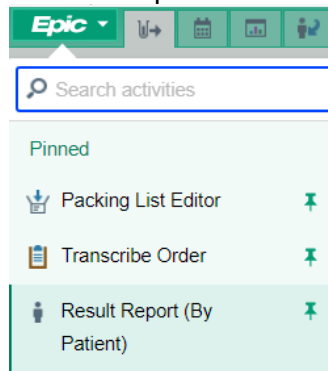 Epic
Search activities
Pinned
Packing List Editor
Transcribe Order
Result Report (By
Patient)